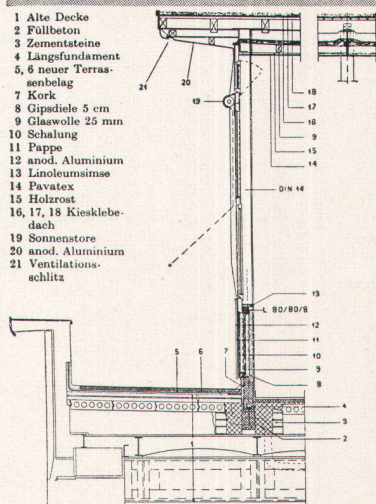 1 Alte Decke
2 Füllbeton
3 Zementsteine
4 Längsfundament
5, 6 neuer Terras-
senbelag
7 Kork
8 Gipsdiele 5 cm
9 Glaswolle 25 mm
10 Schalung
11 Pappe
12 anod. Aluminium
13 Linoleumsimse
14 Pavatex
15 Holzrost
16, 17, 18 Kiesklebe-
dach
19 Sonnenstore
20 anod. Aluminium
21 Ventilations-
schlitz
21
20
19
18
17
16
9
15
14
DIN 14
13
L 80/80/8
12
11
10
9
8
7
5
6
4
3
2
1